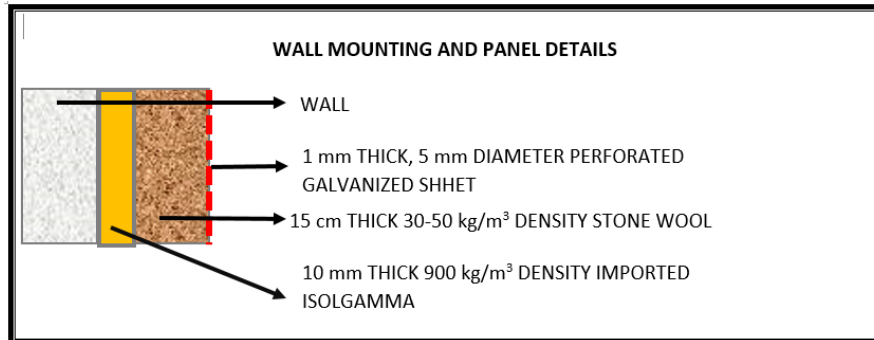 WALL MOUNTING AND PANEL DETAILS
WALL
1 mm THICK, 5 mm DIAMETER PERFORATED
GALVANIZED SHHET
15 cm THICK 30-50 kg/m³ DENSITY STONE WOOL
10 mm THICK 900 kg/m³ DENSITY IMPORTED
ISOLGAMMA